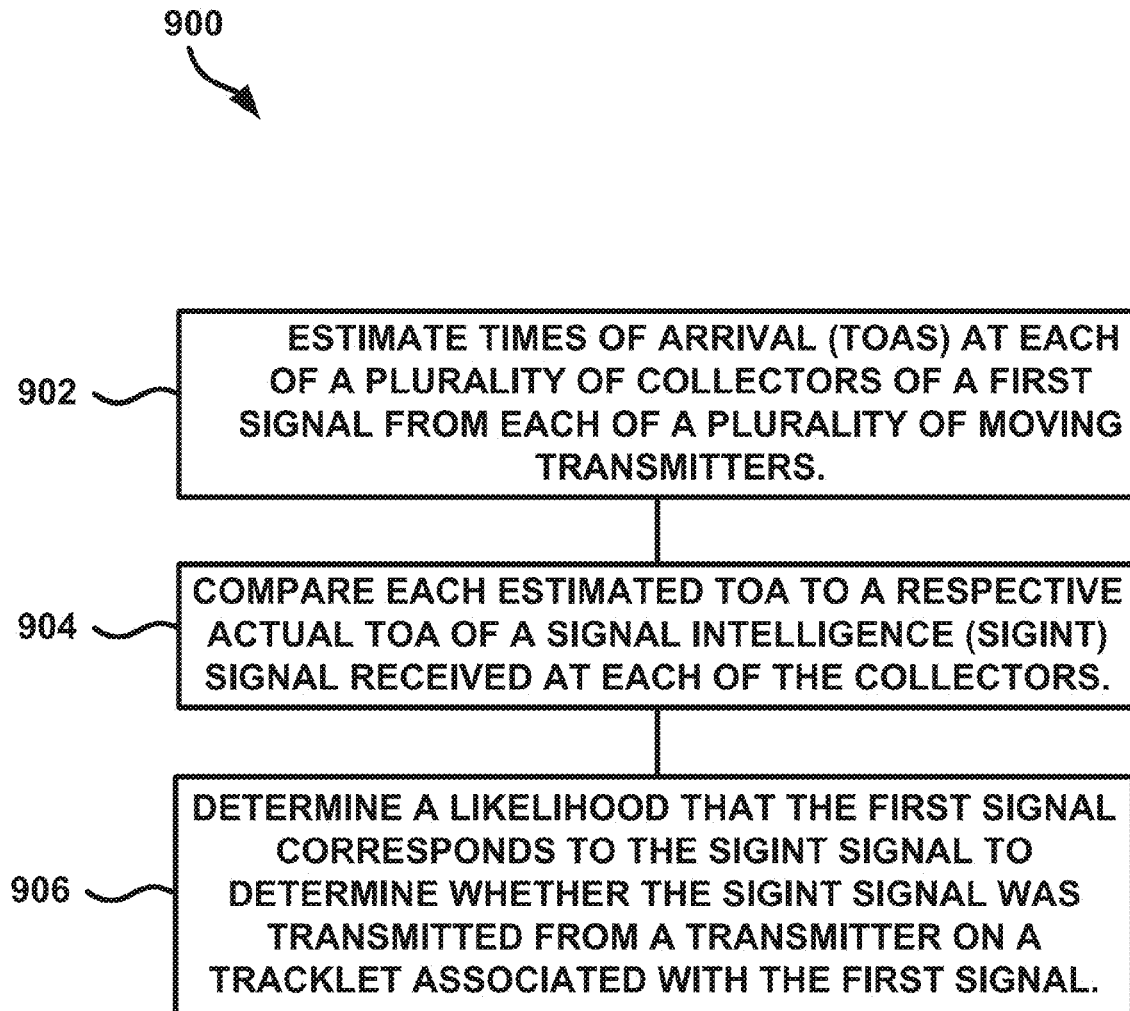 900
902
ESTIMATE TIMES OF ARRIVAL (TOAS) AT EACH
OF A PLURALITY OF COLLECTORS OF A FIRST
SIGNAL FROM EACH OF A PLURALITY OF MOVING
TRANSMITTERS.
904
COMPARE EACH ESTIMATED TOA TO A RESPECTIVE
ACTUAL TOA OF A SIGNAL INTELLIGENCE (SIGINT)
SIGNAL RECEIVED AT EACH OF THE COLLECTORS.
906
DETERMINE A LIKELIHOOD THAT THE FIRST SIGNAL
CORRESPONDS TO THE SIGINT SIGNAL TO
DETERMINE WHETHER THE SIGINT SIGNAL WAS
TRANSMITTED FROM A TRANSMITTER ON A
TRACKLET ASSOCIATED WITH THE FIRST SIGNAL.